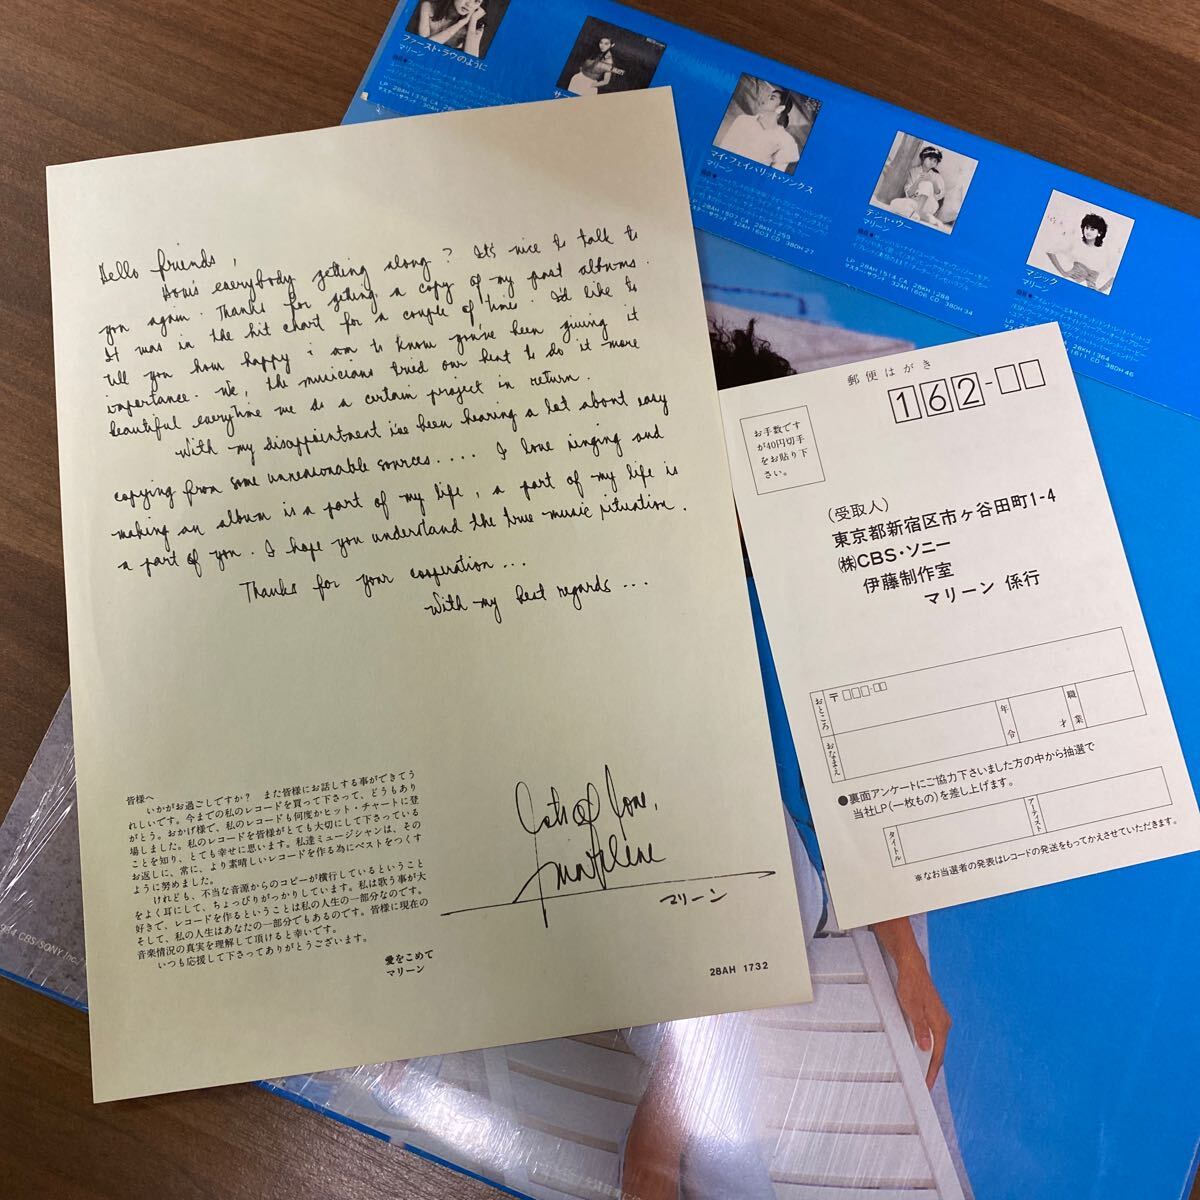 ファースト・ラヴのように
マリーン
マイ・フェイバリット・ソングス
マリーン
LP・28AH 1507 CA・28KH 1259
32AH 1603 CD・38DH 27
デジャ・ヴー
マリーン
LP・28AH 1514 CA・28KH 1288
マスター・サウンド 32AH 1606 CD 38DH 34
マジック
マリーン
Hello friends,
How's everybody getting along? It's nice to talk to
you again. Thanks for getting a copy of my past albums.
It was in the hit chart for a couple of time. I'd like to
tell you how happy i am to know you've been giving it
importance. We, the musicians tried our best to do it more
beautiful everytime we do a certain project in return.
With my disappointment i've been hearing a lot about easy
copying from some unreasonable sources.... I love singing and
making an album is a part of my life, a part of my life is
a part of you. I hope you understand the true music situation.
Thanks for your cooperation...
With my best regards...
皆様へ
いかがお過ごしですか? また皆様にお話しする事ができてう
れしいです。今までの私のレコードを買って下さって、どうもあり
がとう。おかげ様で、私のレコードも何度かヒット・チャートに登
場しました。私のレコードを皆様がとても大切にして下さっている
ことを知り、とても幸せに思います。私達ミュージシャンは、その
お返しに、常に、より素晴しいレコードを作る為にベストをつくす
ように努めました。
けれども、不当な音源からのコピーが横行しているということ
をよく耳にして、ちょっぴりがっかりしています。私は歌う事が大
好きで、レコードを作るということは私の人生の一部分なのです。
そして、私の人生はあなたの一部分でもあるのです。皆様に現在の
音楽情況の真実を理解して頂けると幸いです。
いつも応援して下さってありがとうございます。
愛をこめて
マリーン
Lots of love,
Marlene
マリーン
28AH 1732
郵便はがき
162-□□
お手数です
が40円切手
をお貼り下
さい。
(受取人)
東京都新宿区市ヶ谷田町1-4
㈱CBS・ソニー
伊藤制作室
マリーン 係行
おところ
〒□□□-□□
おなまえ
年令
才
職業
●裏面アンケートにご協力下さいました方の中から抽選で
当社LP(一枚もの)を差し上げます。
タイトル
アーティスト
※なお当選者の発表はレコードの発送をもってかえさせていただきます。